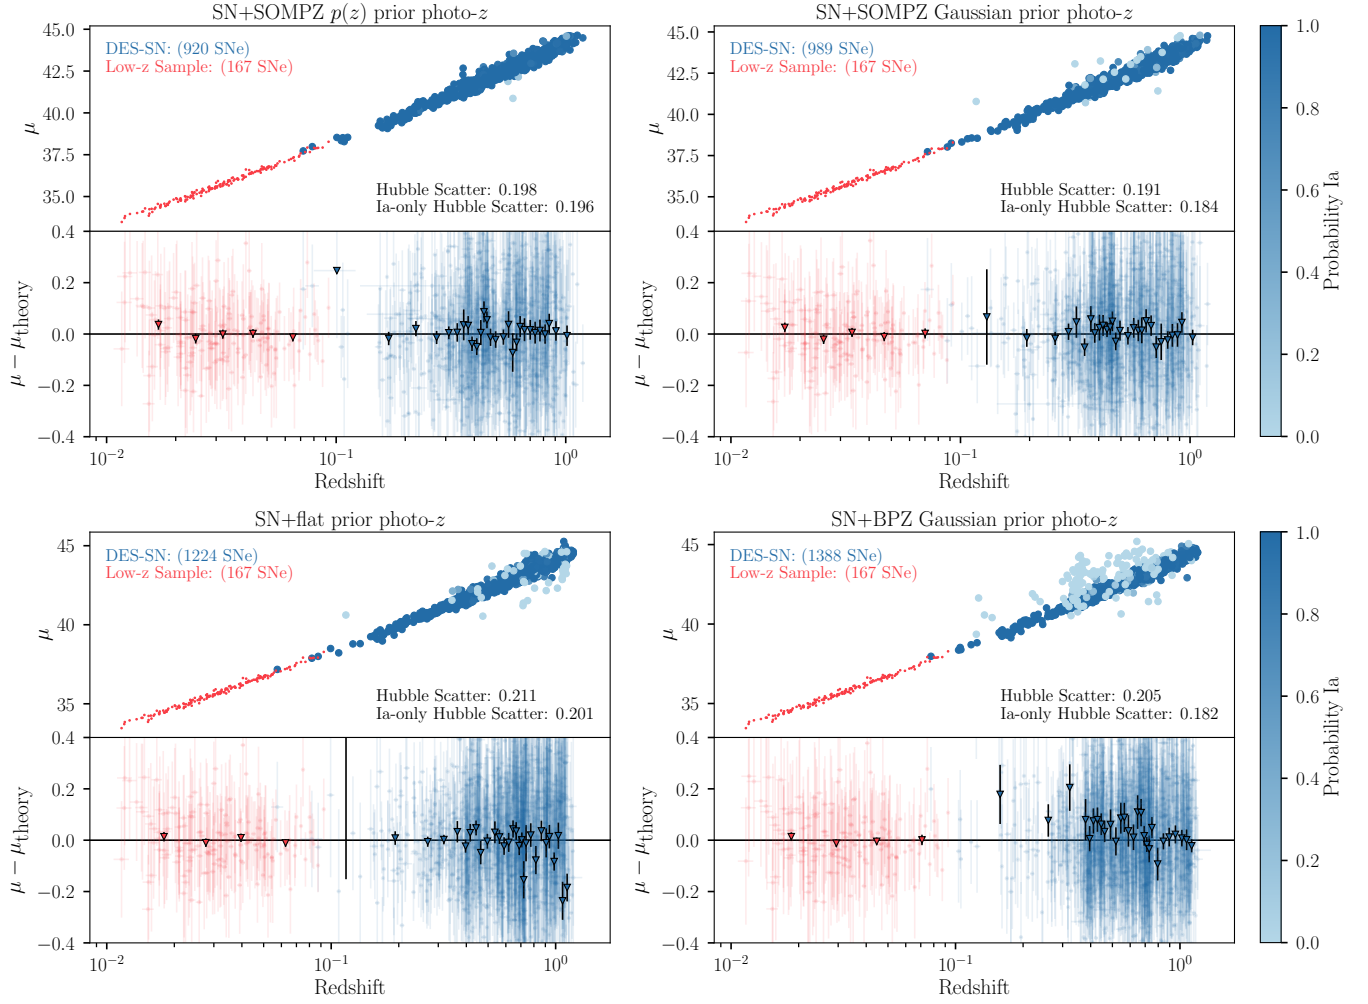 SN+SOMPZ p(z) prior photo-z
45.0
42.5
40.0
37.5
35.0
μ
DES-SN: (920 SNe)
Low-z Sample: (167 SNe)
Hubble Scatter: 0.198
Ia-only Hubble Scatter: 0.196
0.4
0.2
0.0
−0.2
−0.4
μ − μtheory
10⁻²
10⁻¹
10⁰
Redshift
SN+SOMPZ Gaussian prior photo-z
45.0
42.5
40.0
37.5
35.0
μ
DES-SN: (989 SNe)
Low-z Sample: (167 SNe)
Hubble Scatter: 0.191
Ia-only Hubble Scatter: 0.184
0.4
0.2
0.0
−0.2
−0.4
μ − μtheory
10⁻²
10⁻¹
10⁰
Redshift
1.0
0.8
0.6
0.4
0.2
0.0
Probability Ia
SN+flat prior photo-z
45
40
35
μ
DES-SN: (1224 SNe)
Low-z Sample: (167 SNe)
Hubble Scatter: 0.211
Ia-only Hubble Scatter: 0.201
0.4
0.2
0.0
−0.2
−0.4
μ − μtheory
10⁻²
10⁻¹
10⁰
Redshift
SN+BPZ Gaussian prior photo-z
45
40
35
μ
DES-SN: (1388 SNe)
Low-z Sample: (167 SNe)
Hubble Scatter: 0.205
Ia-only Hubble Scatter: 0.182
0.4
0.2
0.0
−0.2
−0.4
μ − μtheory
10⁻²
10⁻¹
10⁰
Redshift
1.0
0.8
0.6
0.4
0.2
0.0
Probability Ia